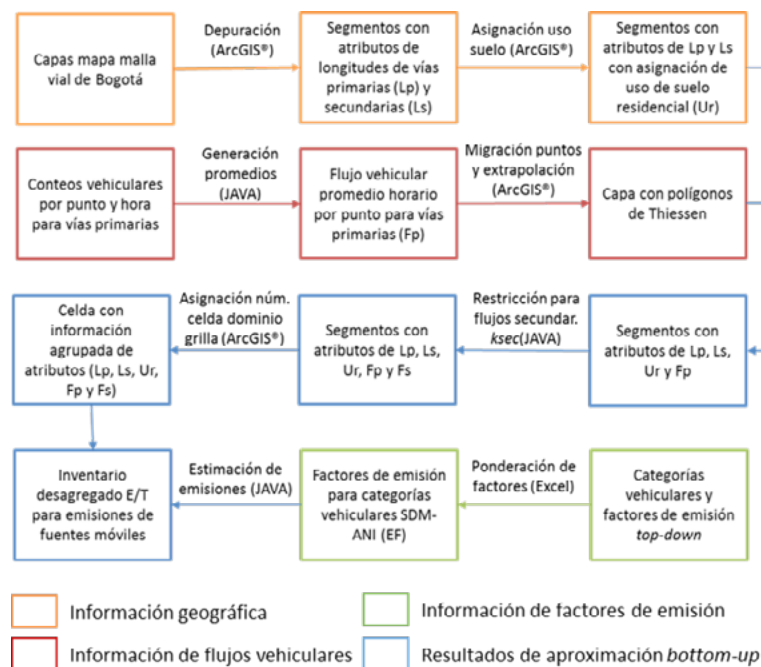 Capas mapa malla
vial de Bogotá
Depuración
(ArcGIS®)
Segmentos con
atributos de
longitudes de vías
primarias (Lp) y
secundarias (Ls)
Asignación uso
suelo (ArcGIS®)
Segmentos con
atributos de Lp y Ls
con asignación de
uso de suelo
residencial (Ur)
Conteos vehiculares
por punto y hora
para vías primarias
Generación
promedios
(JAVA)
Flujo vehicular
promedio horario
por punto para vías
primarias (Fp)
Migración puntos
y extrapolación
(ArcGIS®)
Capa con polígonos
de Thiessen
Celda con
información
agrupada de
atributos (Lp, Ls, Ur,
Fp y Fs)
Asignación núm.
celda dominio
grilla (ArcGIS®)
Segmentos con
atributos de Lp, Ls,
Ur, Fp y Fs
Restricción para
flujos secundar.
ksec(JAVA)
Segmentos con
atributos de Lp, Ls,
Ur y Fp
Inventario
desagregado E/T
para emisiones de
fuentes móviles
Estimación de
emisiones (JAVA)
Factores de emisión
para categorías
vehiculares SDM-
ANI (EF)
Ponderación de
factores (Excel)
Categorías
vehiculares y
factores de emisión
top-down
Información geográfica
Información de factores de emisión
Información de flujos vehiculares
Resultados de aproximación bottom-up